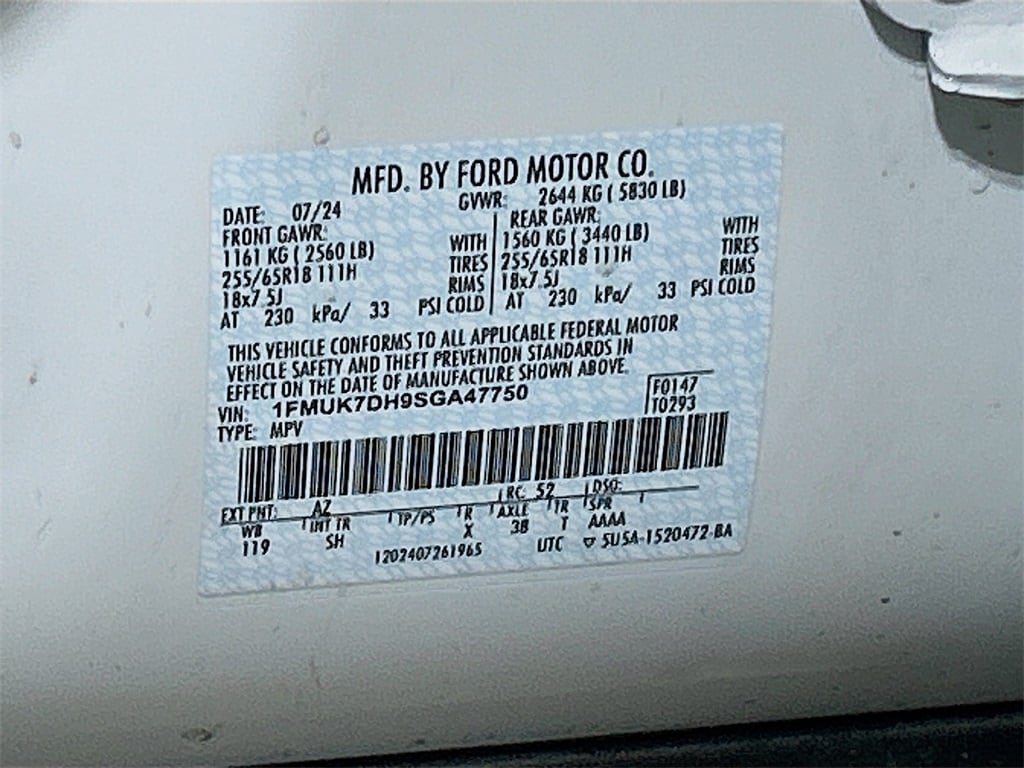 MFD. BY FORD MOTOR CO.
DATE: 07/24 GVWR: 2644 KG ( 5830 LB)
FRONT GAWR: REAR GAWR:
1161 KG ( 2560 LB) WITH 1560 KG ( 3440 LB) WITH
255/65R18 111H TIRES 255/65R18 111H TIRES
18x7.5J RIMS 18x7.5J RIMS
AT 230 kPa/ 33 PSI COLD AT 230 kPa/ 33 PSI COLD
THIS VEHICLE CONFORMS TO ALL APPLICABLE FEDERAL MOTOR
VEHICLE SAFETY AND THEFT PREVENTION STANDARDS IN
EFFECT ON THE DATE OF MANUFACTURE SHOWN ABOVE.
VIN: 1FMUK7DH9SGA47750 F0147
TYPE: MPV T0293
EXT PNT: AZ RC: 52 DSO:
WB INT TR TP/PS R AXLE TR SPR
119 SH X 3B T AAAA
1202407261965 UTC ▽ 5U5A-1520472-BA